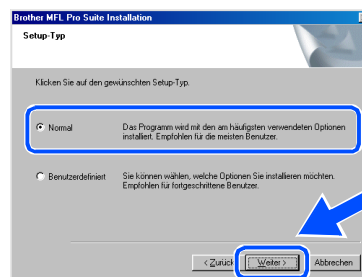 Brother MFL Pro Suite Installation
Setup-Typ
Klicken Sie auf den gewünschten Setup-Typ.
Normal
Das Programm wird mit den am häufigsten verwendeten Optionen
installiert. Empfohlen für die meisten Benutzer.
Benutzerdefiniert
Sie können wählen, welche Optionen Sie installieren möchten.
Empfohlen für fortgeschrittene Benutzer.
< Zurück
Weiter >
Abbrechen